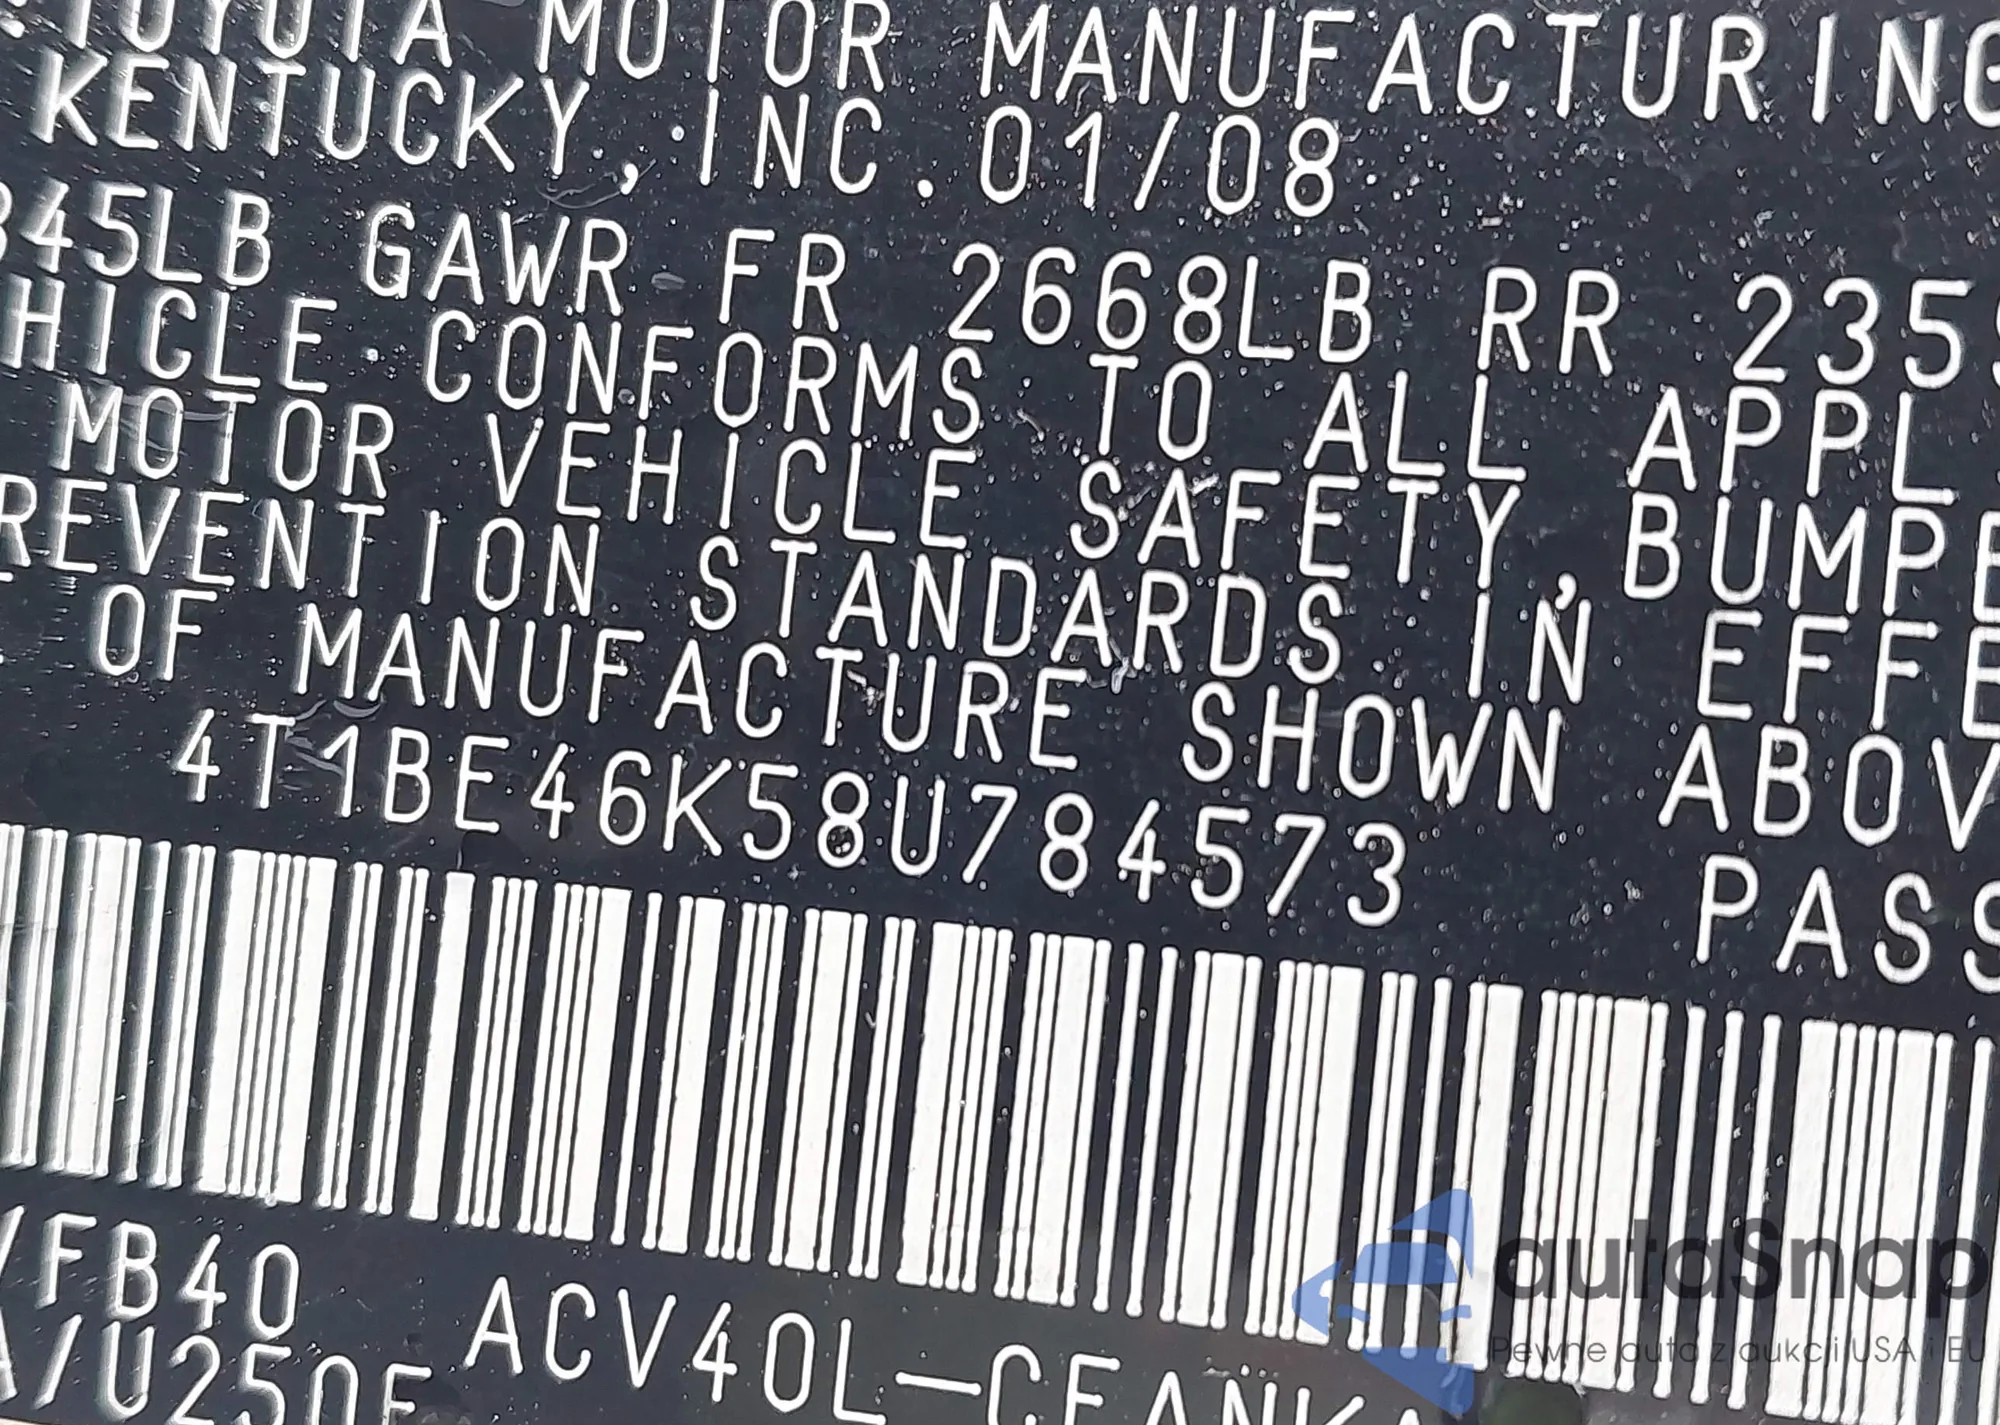 TOYOTA MOTOR MANUFACTURING
KENTUCKY, INC. 01/08
345LB GAWR FR 2668LB RR 235
HICLE CONFORMS TO ALL APPL
MOTOR VEHICLE SAFETY, BUMPE
REVENTION STANDARDS IN EFFE
OF MANUFACTURE SHOWN ABOV
4T1BE46K58U784573 PASS
/FB40 ACV40L-CEANKA
A/U250E
autaSnap
Pewne auta z aukcji USA i EU